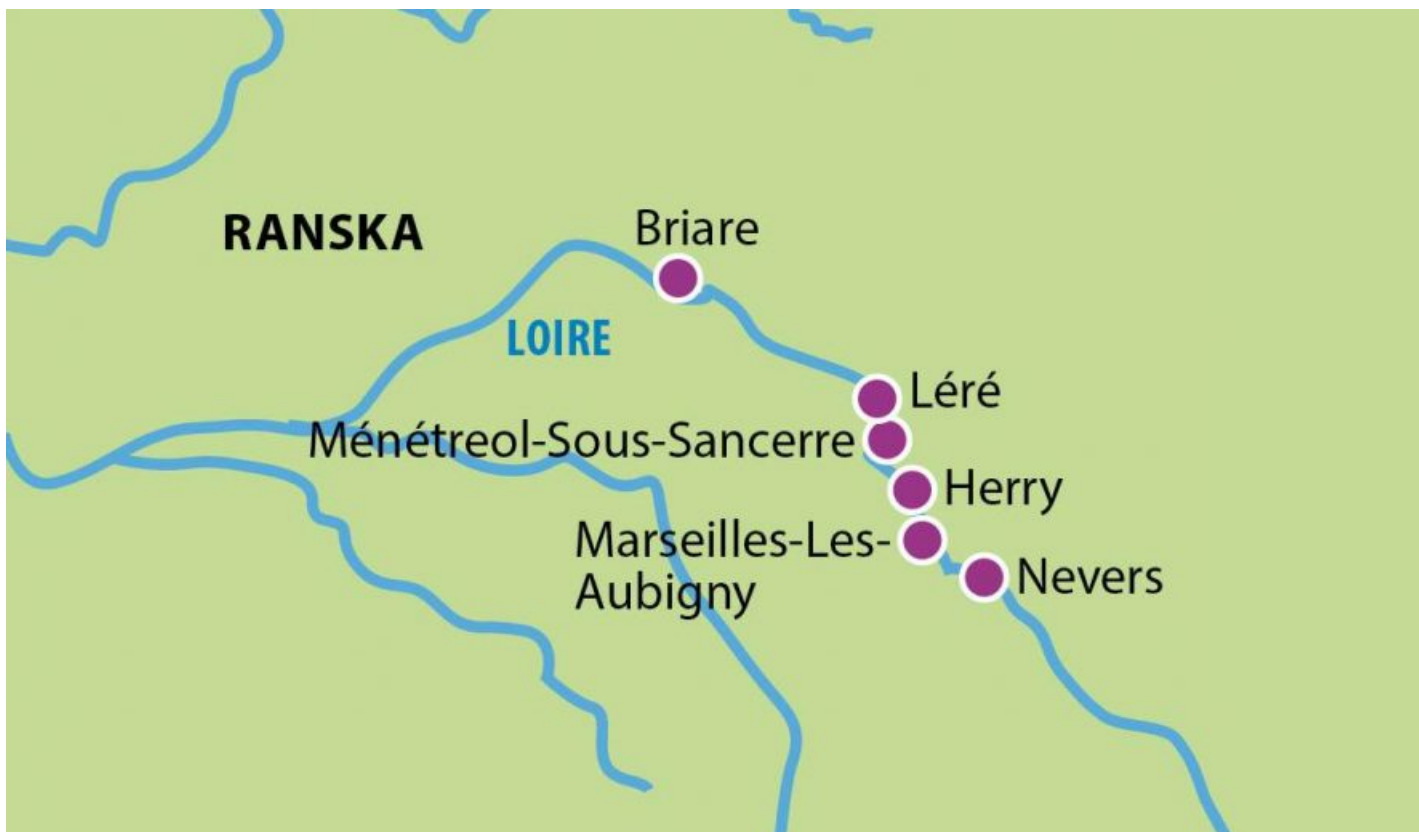 Briare
RANSKA
LOIRE
Léré
Ménétreol-Sous-Sancerre
Herry
Marseilles-Les-
Aubigny
Nevers